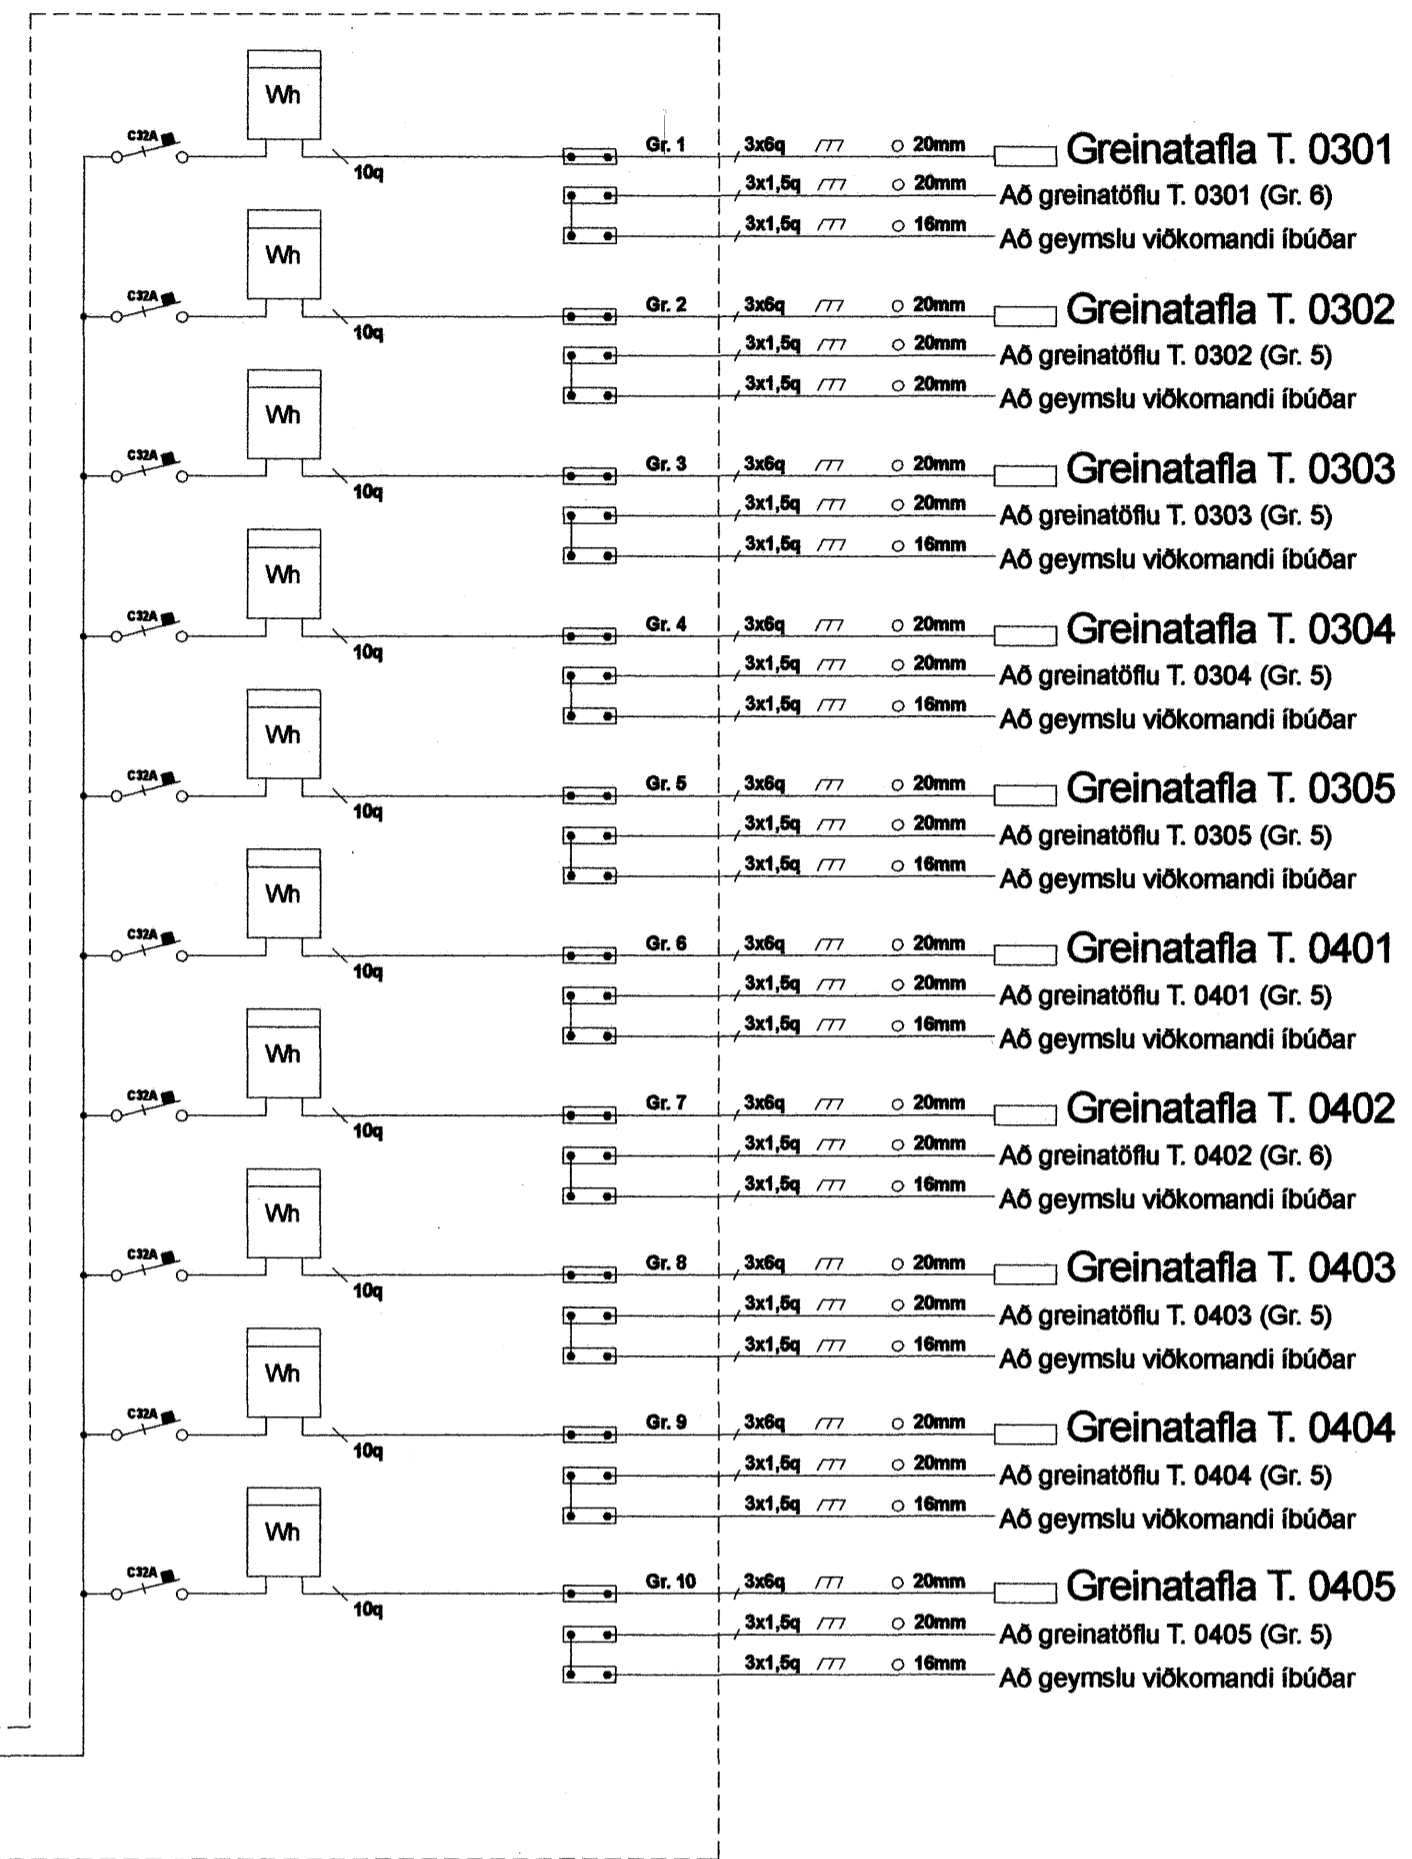 Wh
C32A
10q
Gr. 1 3x6q 20mm Greinatafla T. 0301
3x1,5q 20mm Að greinatöflu T. 0301 (Gr. 6)
3x1,5q 16mm Að geymslu viðkomandi íbúðar
Wh
C32A
10q
Gr. 2 3x6q 20mm Greinatafla T. 0302
3x1,5q 20mm Að greinatöflu T. 0302 (Gr. 5)
3x1,5q 20mm Að geymslu viðkomandi íbúðar
Wh
C32A
10q
Gr. 3 3x6q 20mm Greinatafla T. 0303
3x1,5q 20mm Að greinatöflu T. 0303 (Gr. 5)
3x1,5q 16mm Að geymslu viðkomandi íbúðar
Wh
C32A
10q
Gr. 4 3x6q 20mm Greinatafla T. 0304
3x1,5q 20mm Að greinatöflu T. 0304 (Gr. 5)
3x1,5q 16mm Að geymslu viðkomandi íbúðar
Wh
C32A
10q
Gr. 5 3x6q 20mm Greinatafla T. 0305
3x1,5q 20mm Að greinatöflu T. 0305 (Gr. 5)
3x1,5q 16mm Að geymslu viðkomandi íbúðar
Wh
C32A
10q
Gr. 6 3x6q 20mm Greinatafla T. 0401
3x1,5q 20mm Að greinatöflu T. 0401 (Gr. 5)
3x1,5q 16mm Að geymslu viðkomandi íbúðar
Wh
C32A
10q
Gr. 7 3x6q 20mm Greinatafla T. 0402
3x1,5q 20mm Að greinatöflu T. 0402 (Gr. 6)
3x1,5q 16mm Að geymslu viðkomandi íbúðar
Wh
C32A
10q
Gr. 8 3x6q 20mm Greinatafla T. 0403
3x1,5q 20mm Að greinatöflu T. 0403 (Gr. 5)
3x1,5q 16mm Að geymslu viðkomandi íbúðar
Wh
C32A
10q
Gr. 9 3x6q 20mm Greinatafla T. 0404
3x1,5q 20mm Að greinatöflu T. 0404 (Gr. 5)
3x1,5q 16mm Að geymslu viðkomandi íbúðar
Wh
C32A
10q
Gr. 10 3x6q 20mm Greinatafla T. 0405
3x1,5q 20mm Að greinatöflu T. 0405 (Gr. 5)
3x1,5q 16mm Að geymslu viðkomandi íbúðar